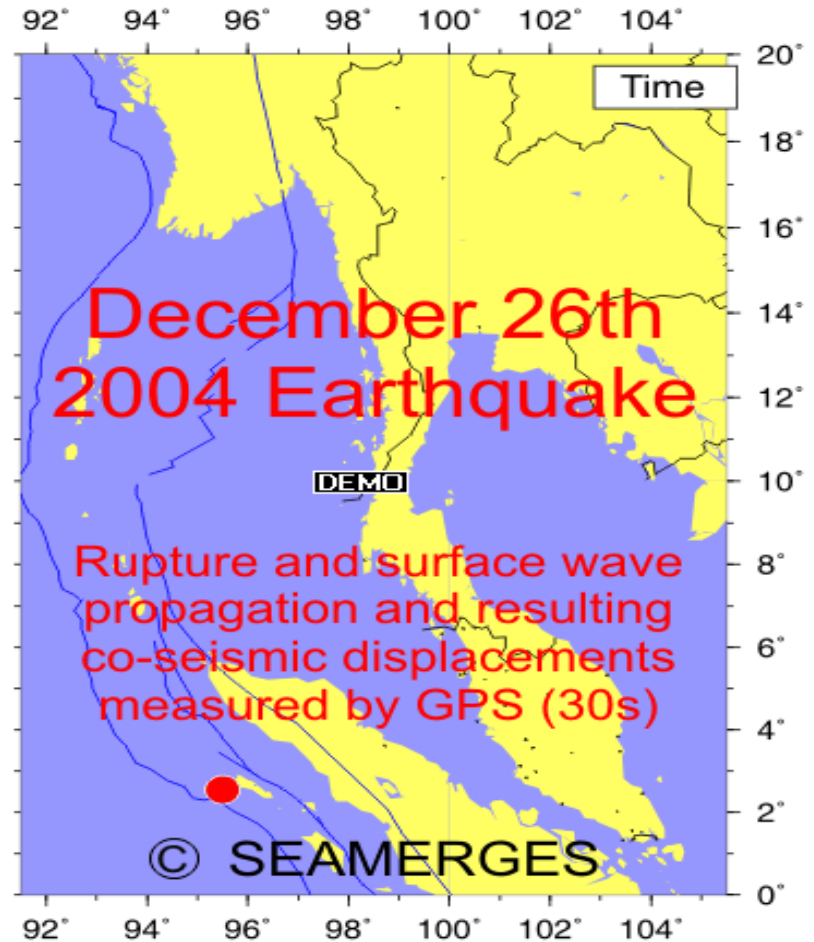 92° 94° 96° 98° 100° 102° 104°
20°
Time
18°
16°
14°
December 26th
2004 Earthquake
12°
DEMO
10°
8°
Rupture and surface wave
propagation and resulting
6°
co-seismic displacements
measured by GPS (30s)
4°
2°
© SEAMERGES
0°
92° 94° 96° 98° 100° 102° 104°